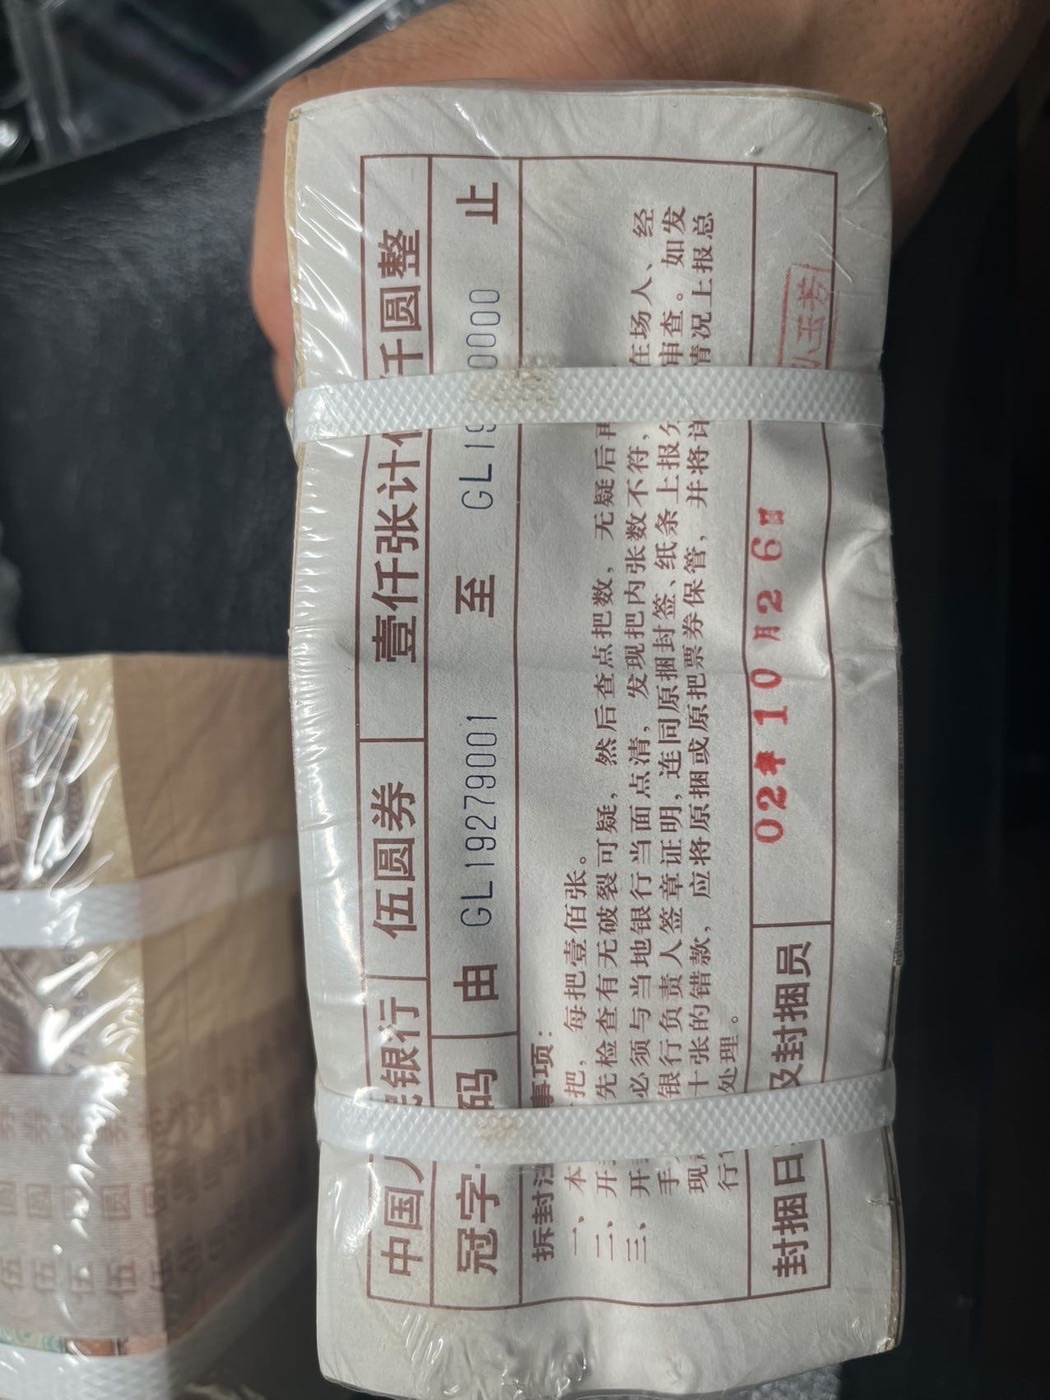 中国人民银行 伍圆券 壹仟张计伍仟圆整
冠字号码 由 GL19279001 至 GL19 0000 止
拆封注意事项：
一、本 把，每把壹佰张。
二、开 先检查有无破裂可疑，然后查点把数，无疑后再
三、开 必须与当地银行当面点清，发现把内张数不符， 在场人、经
手 银行负责人签章证明，连同原捆封签、纸条上报分 审查。如发
现 十张的错款，应将原捆或原把票券保管，并将详 情况上报总
行 处理。
封捆日 及封捆员 02年10月26日